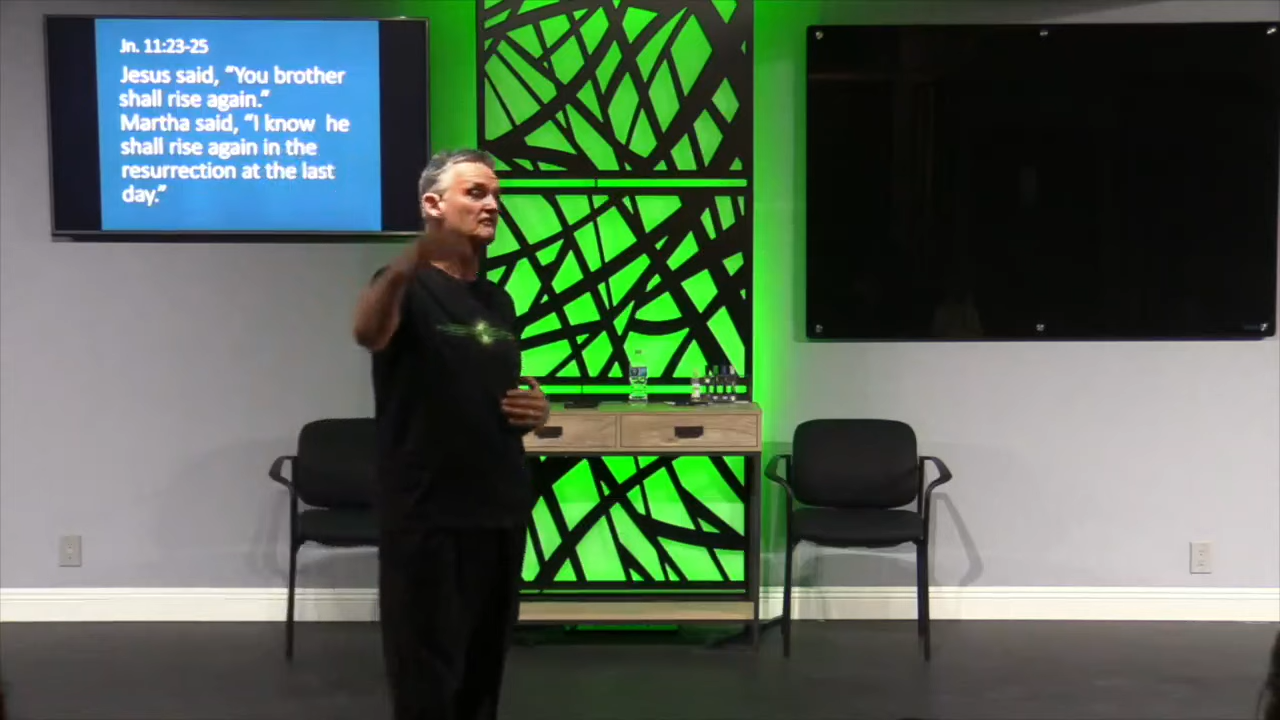 Jn. 11:23-25
Jesus said, “You brother
shall rise again.”
Martha said, “I know  he
shall rise again in the
resurrection at the last
day.”